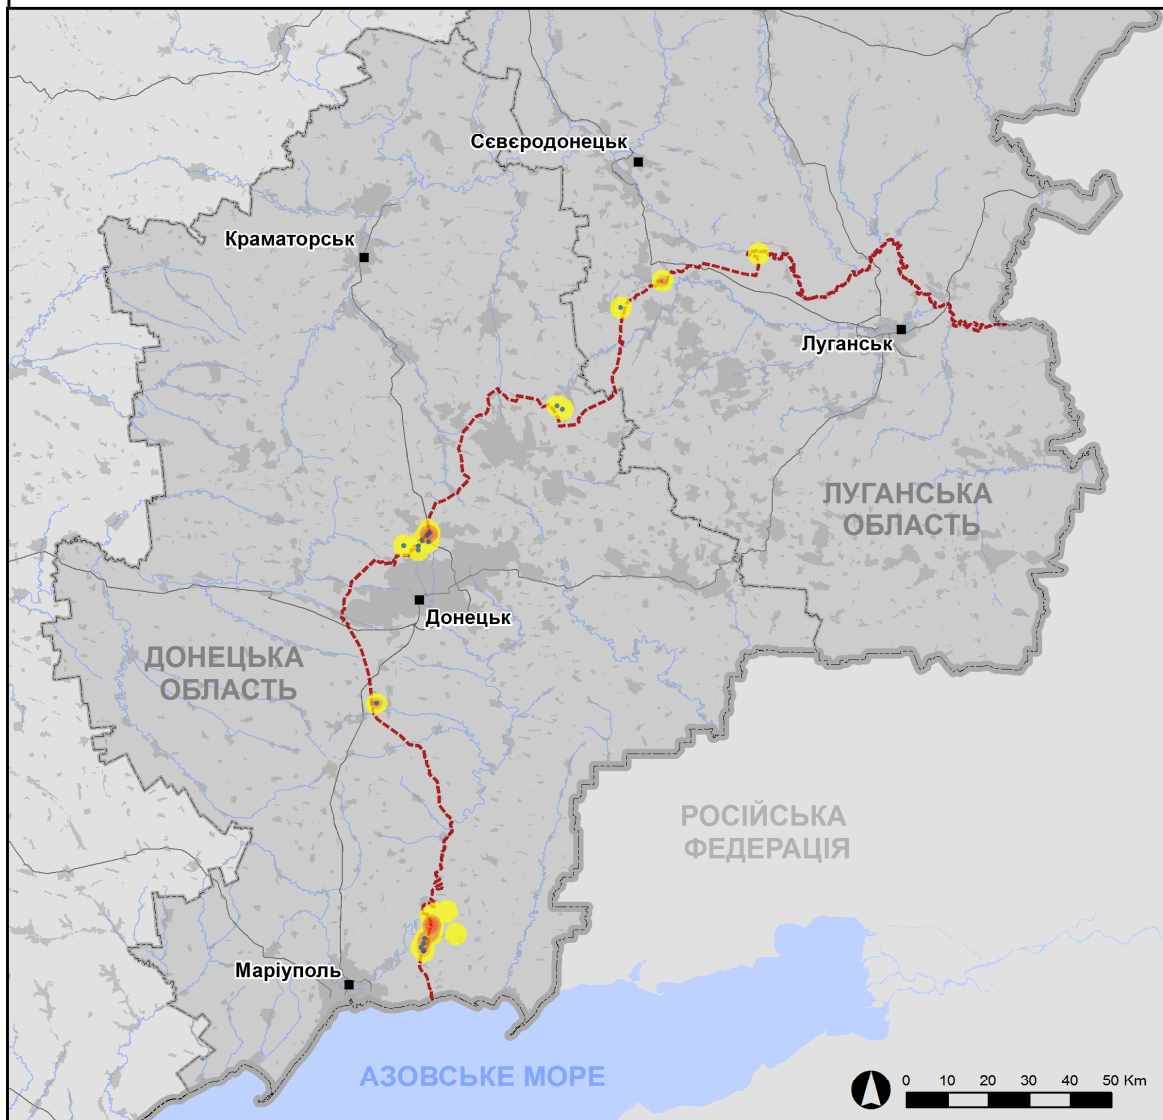 Сєвєродонецьк
Краматорськ
Луганськ
ЛУГАНСЬКА
ОБЛАСТЬ
Донецьк
ДОНЕЦЬКА
ОБЛАСТЬ
РОСІЙСЬКА
ФЕДЕРАЦІЯ
Маріуполь
АЗОВСЬКЕ МОРЕ
0 10 20 30 40 50 Km